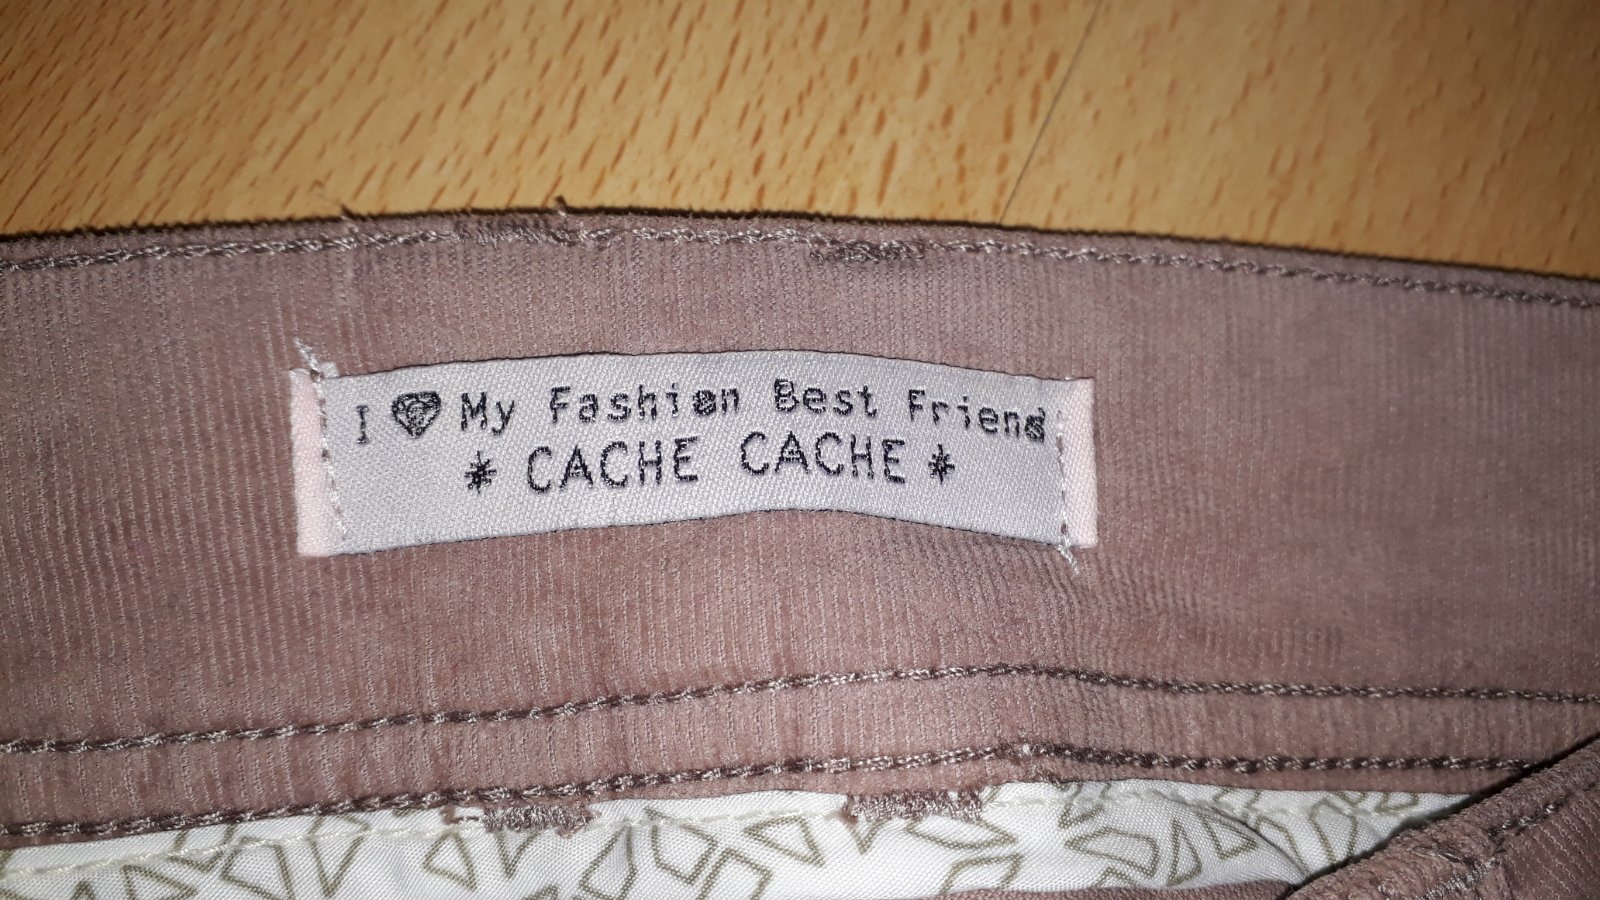 I ♥ My Fashion Best Friend
* CACHE CACHE *